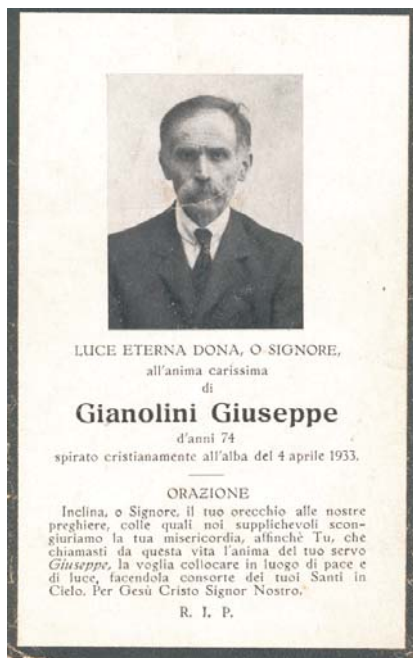 LUCE ETERNA DONA, O SIGNORE,
all'anima carissima
di
Gianolini Giuseppe
d'anni 74
spirato cristianamente all'alba del 4 aprile 1933.
ORAZIONE
Inclina, o Signore, il tuo orecchio alle nostre
preghiere, colle quali noi supplichevoli scon-
giuriamo la tua misericordia, affinchè Tu, che
chiamasti da questa vita l'anima del tuo servo
Giuseppe, la voglia collocare in luogo di pace e
di luce, facendola consorte dei tuoi Santi in
Cielo. Per Gesù Cristo Signor Nostro.
R. I. P.